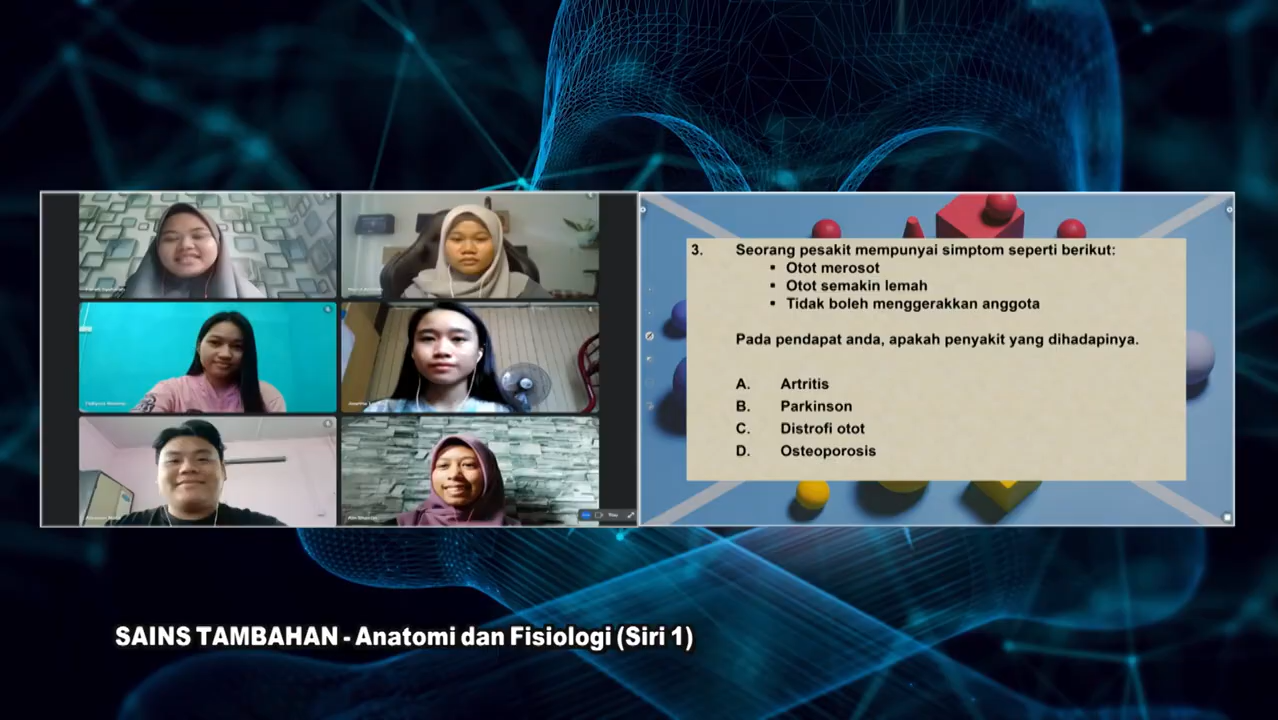 3. Seorang pesakit mempunyai simptom seperti berikut:
▪ Otot merosot
▪ Otot semakin lemah
▪ Tidak boleh menggerakkan anggota
Pada pendapat anda, apakah penyakit yang dihadapinya.
A. Artritis
B. Parkinson
C. Distrofi otot
D. Osteoporosis
SAINS TAMBAHAN - Anatomi dan Fisiologi (Siri 1)